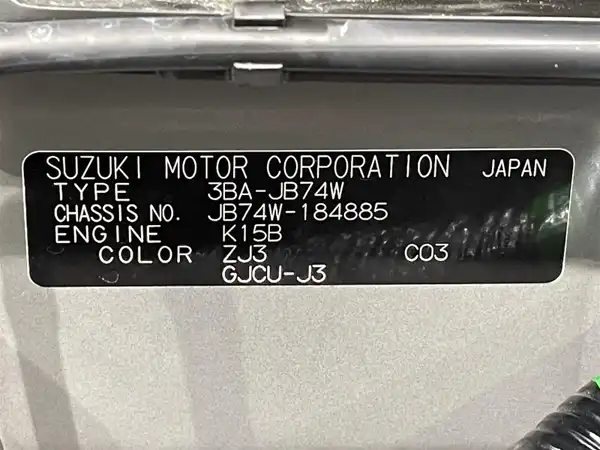 SUZUKI MOTOR CORPORATION JAPAN
TYPE 3BA-JB74W
CHASSIS NO. JB74W-184885
ENGINE K15B
COLOR ZJ3 C03
GJCU-J3